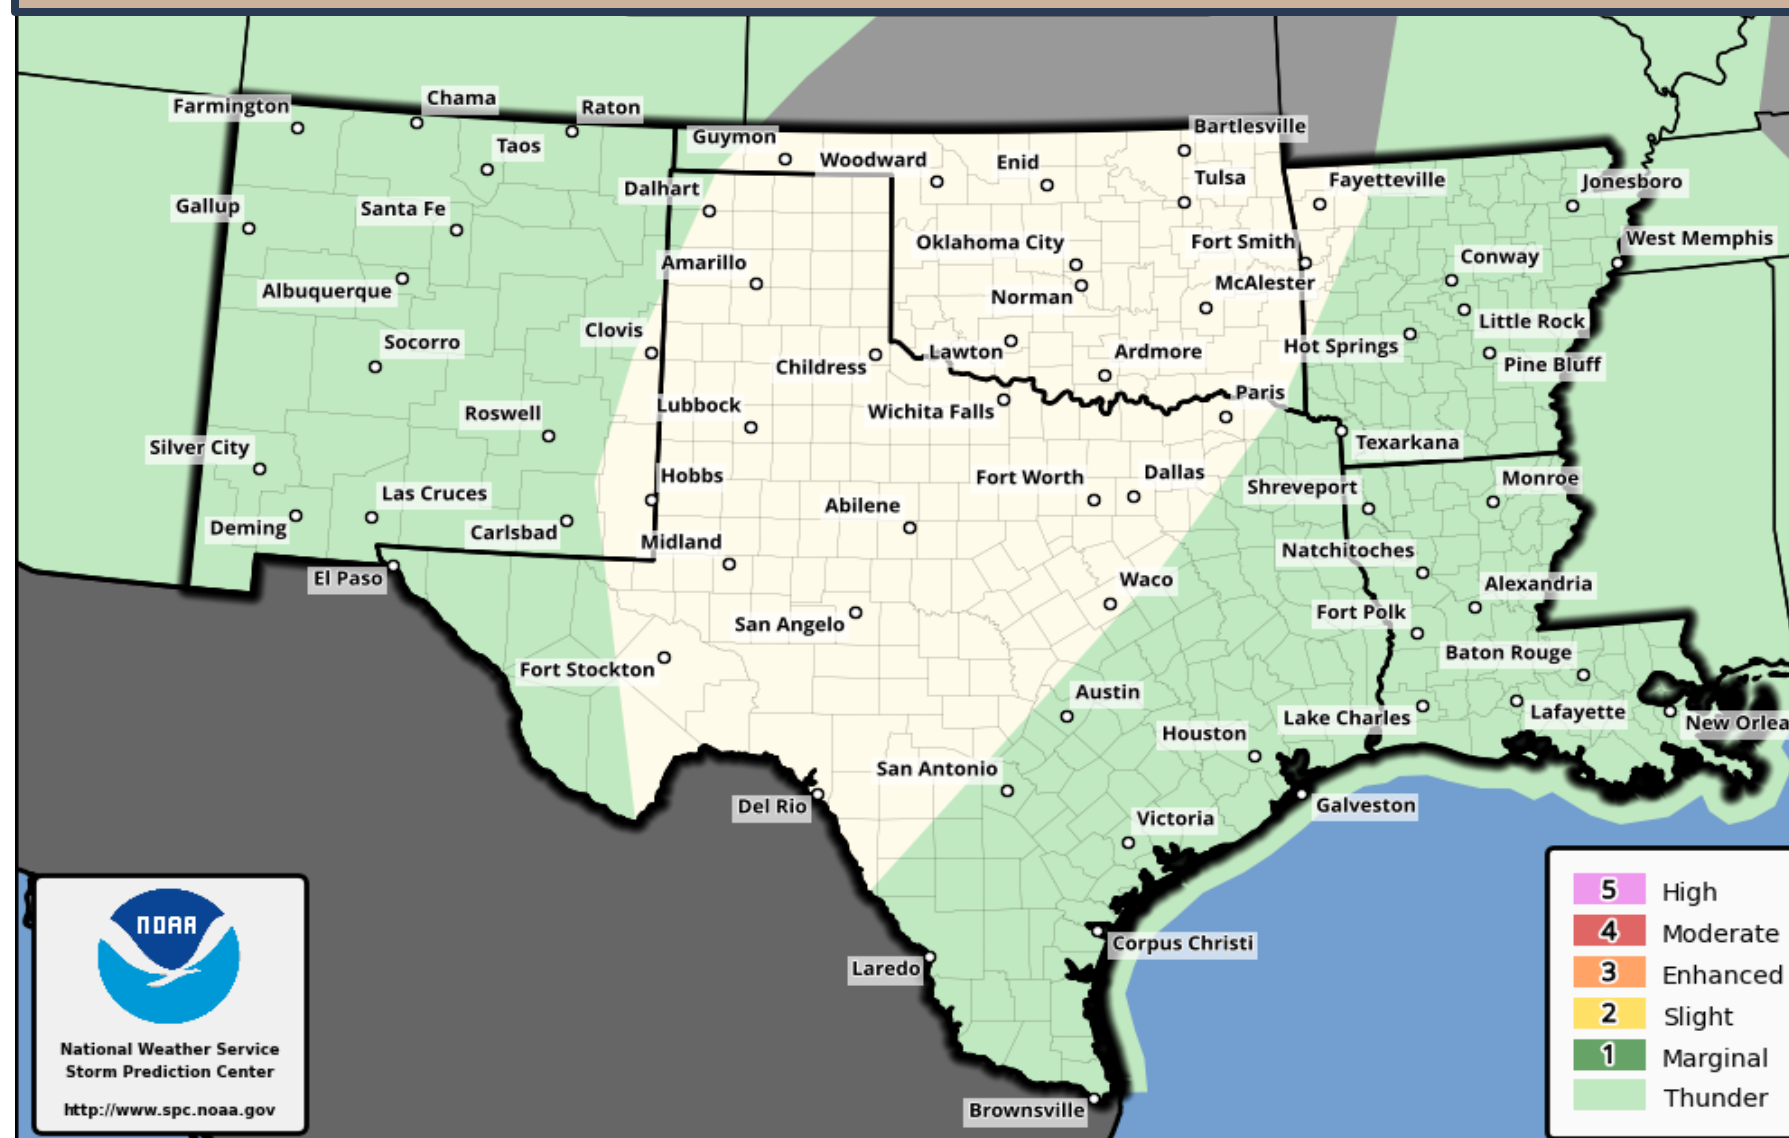 Farmington
Chama
Raton
Guymon
Bartlesville
Taos
Woodward
Enid
Tulsa
Fayetteville
Jonesboro
Dalhart
Gallup
Santa Fe
Oklahoma City
Fort Smith
West Memphis
Amarillo
Conway
Albuquerque
Norman
McAlester
Clovis
Little Rock
Socorro
Hot Springs
Lawton
Ardmore
Childress
Pine Bluff
Paris
Lubbock
Wichita Falls
Roswell
Silver City
Texarkana
Hobbs
Fort Worth
Dallas
Monroe
Shreveport
Las Cruces
Abilene
Deming
Carlsbad
Midland
Natchitoches
El Paso
Waco
Alexandria
San Angelo
Fort Polk
Baton Rouge
Fort Stockton
Austin
Lake Charles
Lafayette
New Orlea
Houston
San Antonio
Del Rio
Galveston
Victoria
Corpus Christi
Laredo
Brownsville
NOAA
National Weather Service
Storm Prediction Center
http://www.spc.noaa.gov
5 High
4 Moderate
3 Enhanced
2 Slight
1 Marginal
Thunder